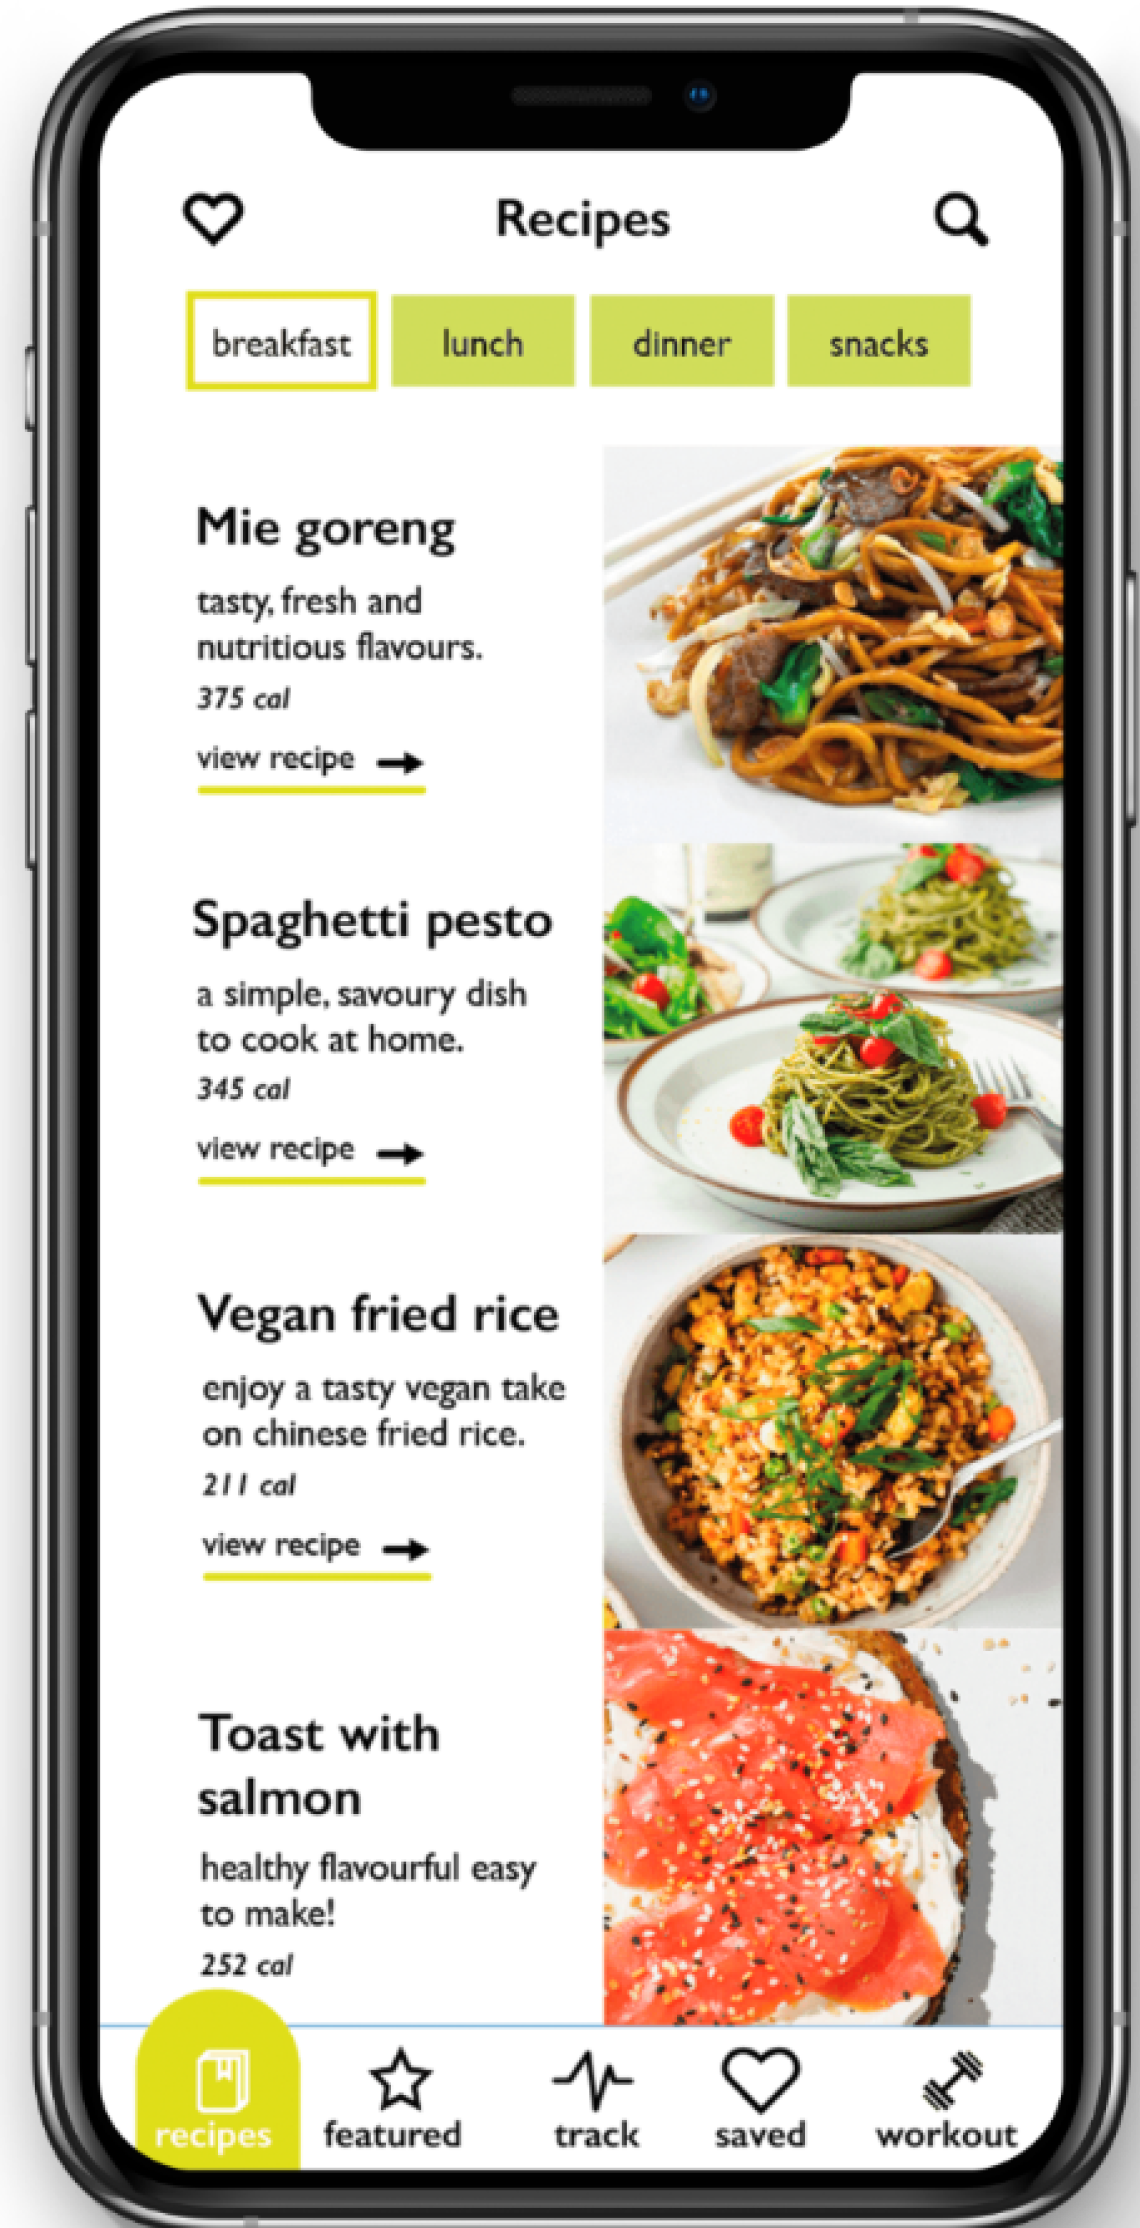 Recipes
breakfast
lunch
dinner
snacks
Mie goreng
tasty, fresh and
nutritious flavours.
375 cal
view recipe
Spaghetti pesto
a simple, savoury dish
to cook at home.
345 cal
view recipe
Vegan fried rice
enjoy a tasty vegan take
on chinese fried rice.
211 cal
view recipe
Toast with
salmon
healthy flavourful easy
to make!
252 cal
recipes
featured
track
saved
workout